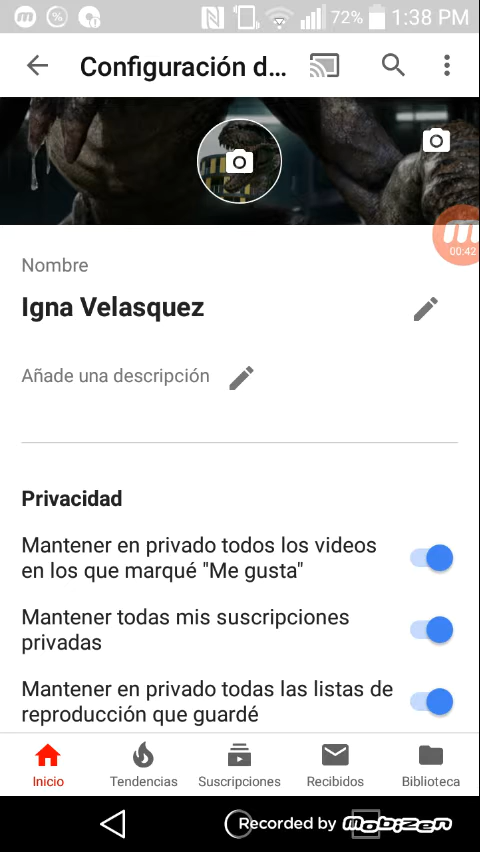 72% 1:38 PM
Configuración d...
00:42
Nombre
Igna Velasquez
Añade una descripción
Privacidad
Mantener en privado todos los videos
en los que marqué "Me gusta"
Mantener todas mis suscripciones
privadas
Mantener en privado todas las listas de
reproducción que guardé
Inicio Tendencias Suscripciones Recibidos Biblioteca
Recorded by mobizen